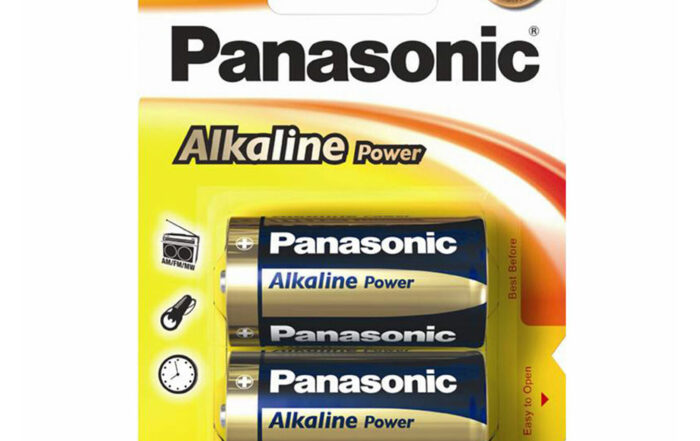 Panasonic®
Alkaline Power
AM/FM/MW
+
Panasonic
Alkaline Power
+
Panasonic
+
Panasonic
Alkaline Power
Best Before
Easy to Open